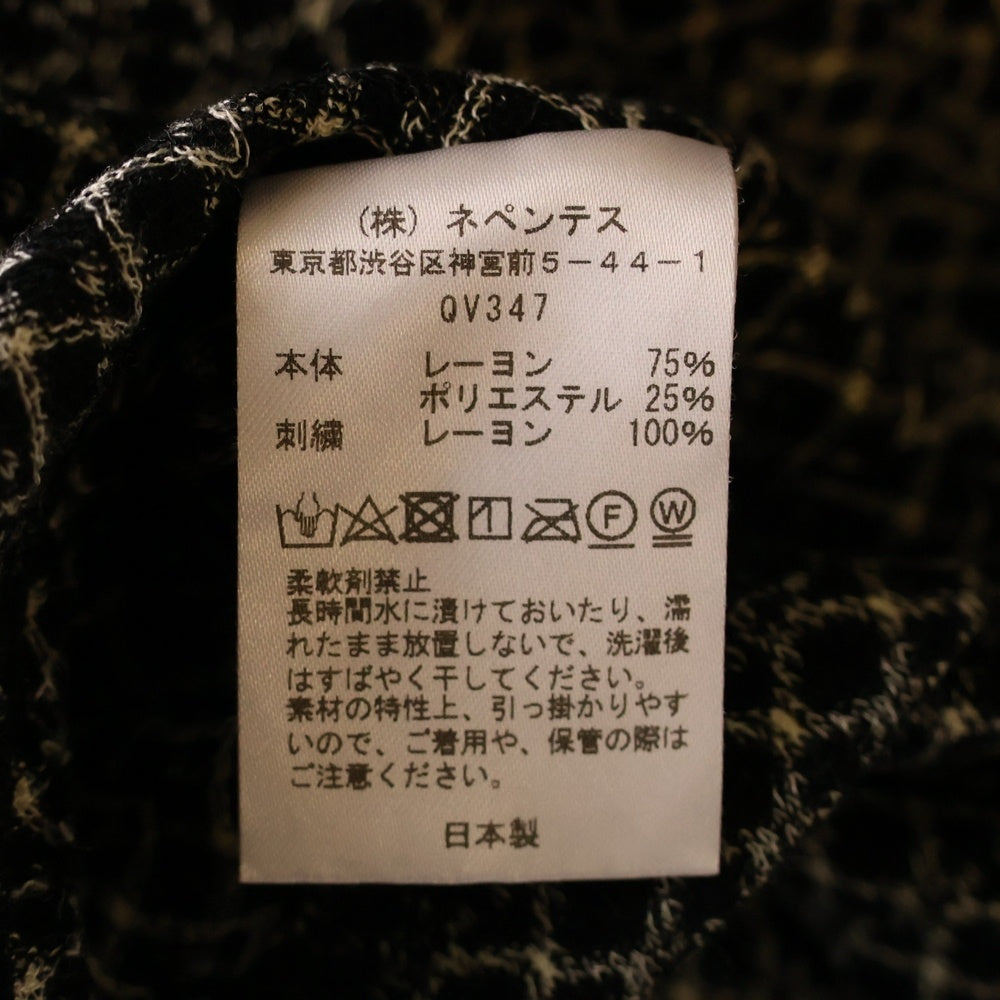 （株）ネペンテス
東京都渋谷区神宮前５－４４－１
QV347
本体 レーヨン 75%
ポリエステル 25%
刺繍 レーヨン 100%
F W
柔軟剤禁止
長時間水に漬けておいたり、濡
れたまま放置しないで、洗濯後
はすばやく干してください。
素材の特性上、引っ掛かりやす
いので、ご着用や、保管の際は
ご注意ください。
日本製